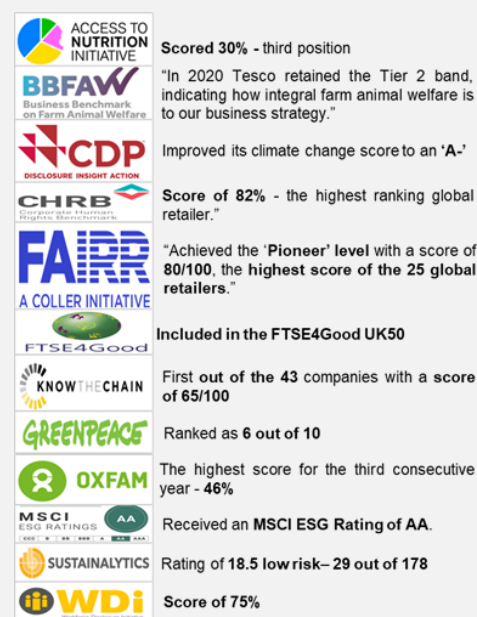 ACCESS TO
NUTRITION
INITIATIVE
Scored 30% - third position
BBFAW
Business Benchmark
on Farm Animal Welfare
“In 2020 Tesco retained the Tier 2 band,
indicating how integral farm animal welfare is
to our business strategy.”
CDP
DISCLOSURE INSIGHT ACTION
Improved its climate change score to an ‘A-’
CHRB
Corporate Human
Rights Benchmark
Score of 82% - the highest ranking global
retailer.”
FAIRR
A COLLER INITIATIVE
“Achieved the ‘Pioneer’ level with a score of
80/100, the highest score of the 25 global
retailers.”
FTSE4Good
Included in the FTSE4Good UK50
KNOWTHECHAIN
First out of the 43 companies with a score
of 65/100
GREENPEACE
Ranked as 6 out of 10
OXFAM
The highest score for the third consecutive
year - 46%
MSCI
ESG RATINGS
AA
CCC B BB BBB A AA AAA
Received an MSCI ESG Rating of AA.
SUSTAINALYTICS
Rating of 18.5 low risk– 29 out of 178
WDi
Score of 75%